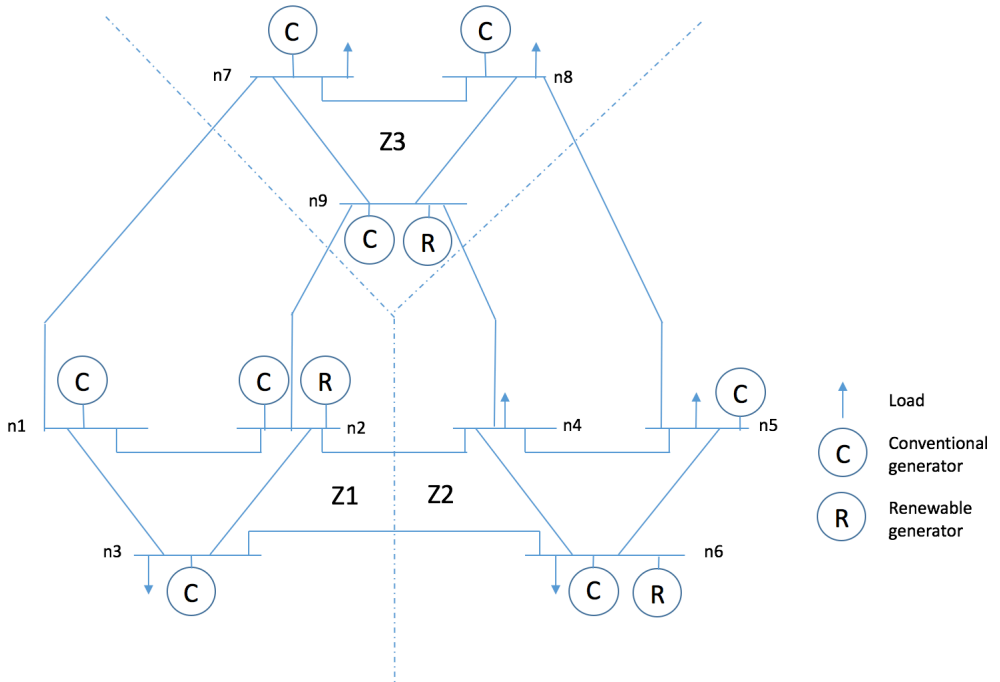 C
C
n7
n8
Z3
n9
C
R
C
C
R
C
n1
n2
n4
n5
Load
C
Conventional
generator
Z1
Z2
R
Renewable
generator
n3
n6
C
C
R